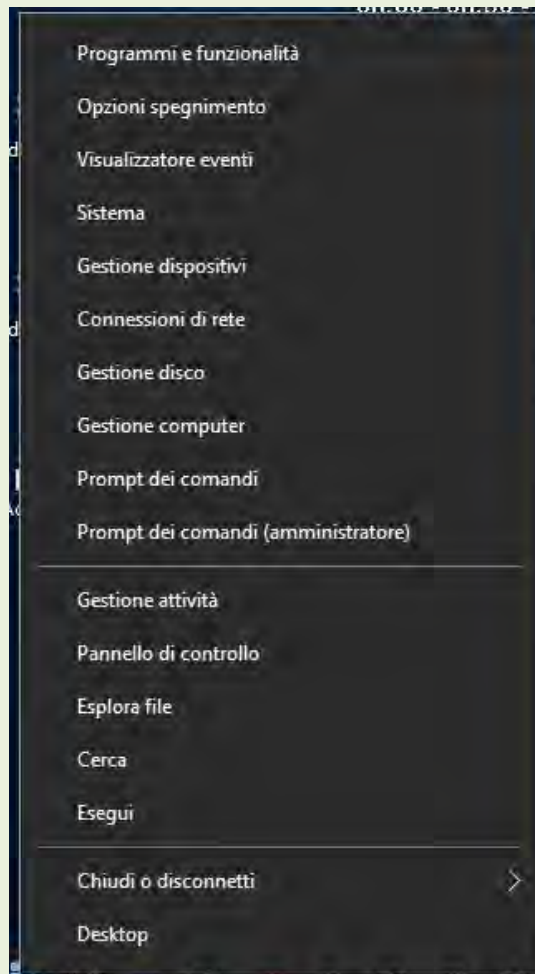 Programmi e funzionalità
Opzioni spegnimento
Visualizzatore eventi
Sistema
Gestione dispositivi
Connessioni di rete
Gestione disco
Gestione computer
Prompt dei comandi
Prompt dei comandi (amministratore)
Gestione attività
Pannello di controllo
Esplora file
Cerca
Esegui
Chiudi o disconnetti
Desktop